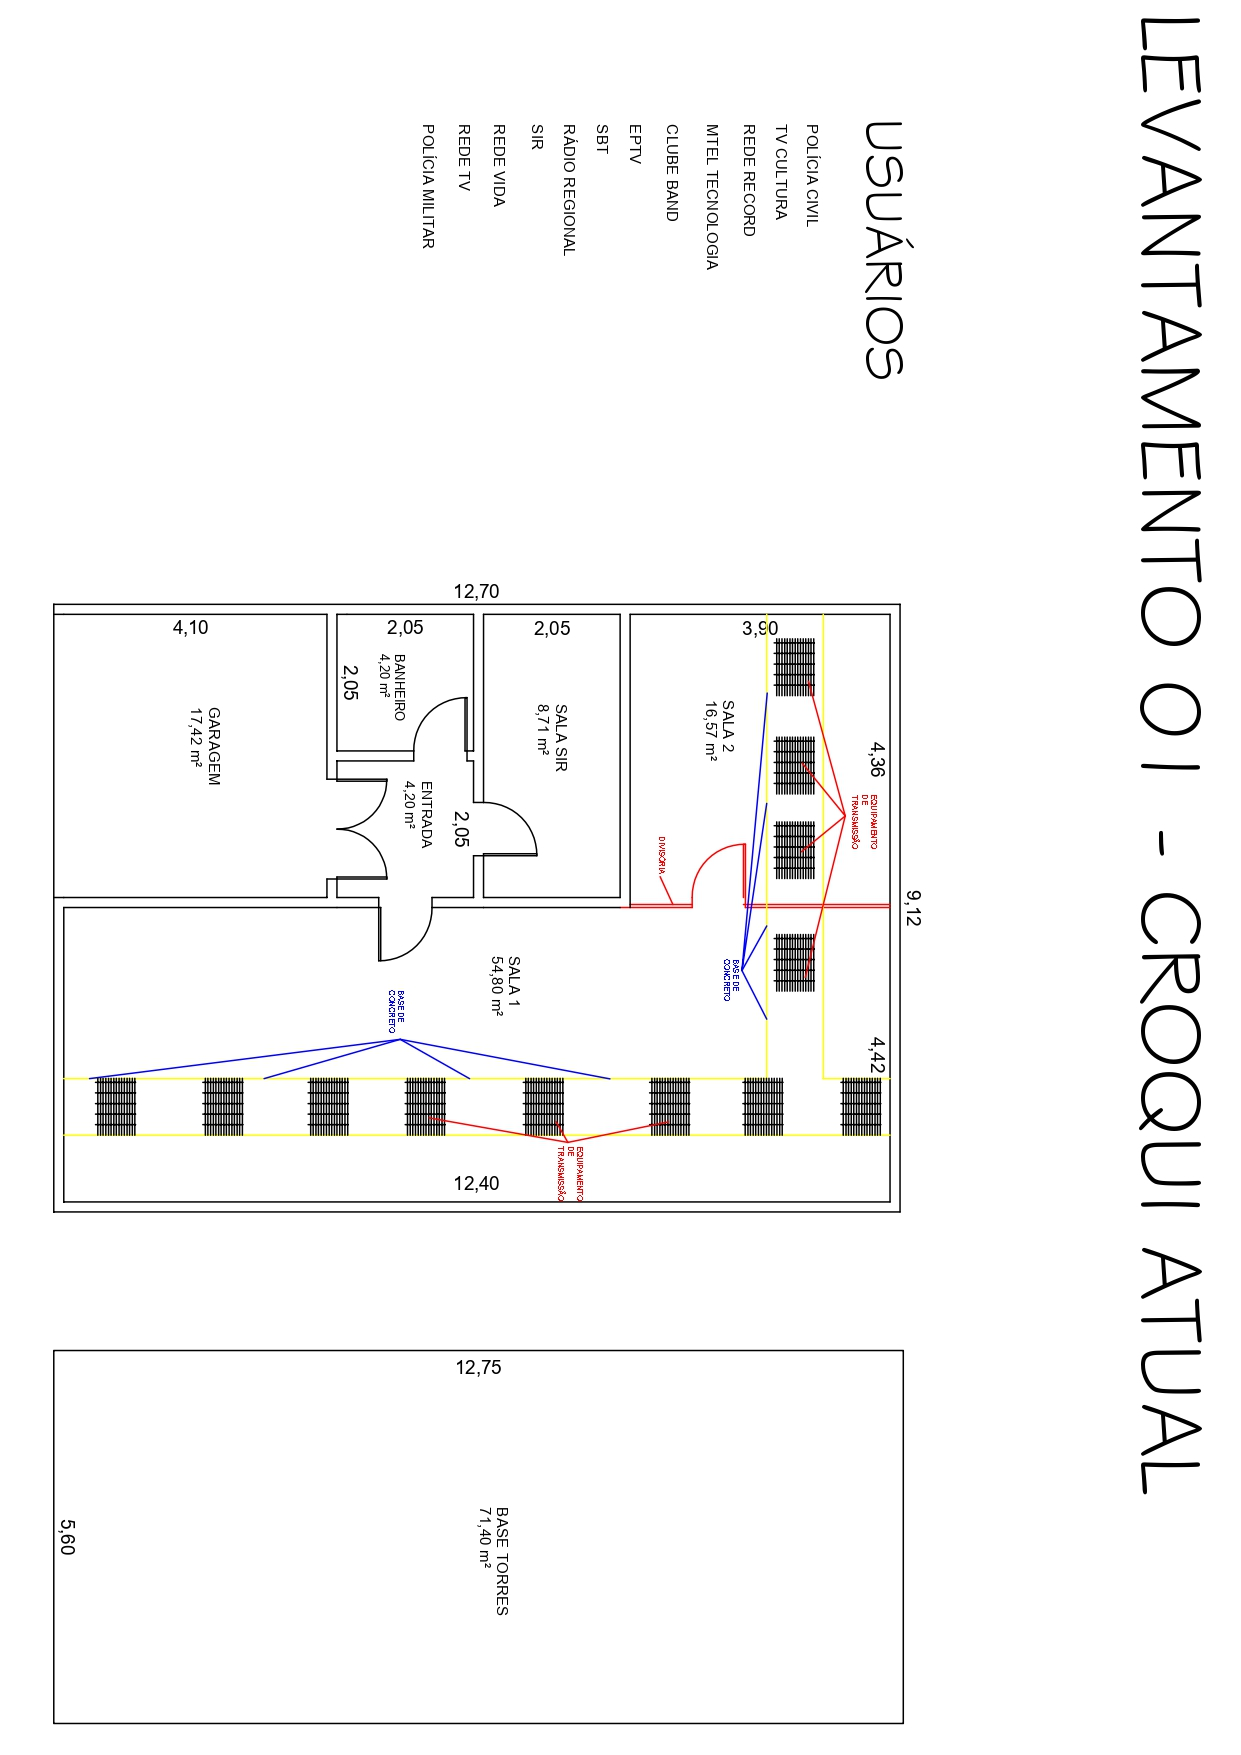 LEVANTAMENTO 01 - CROQUI ATUAL
USUÁRIOS
POLÍCIA CIVIL
TV CULTURA
REDE RECORD
MTEL TECNOLOGIA
CLUBE BAND
EPTV
SBT
RÁDIO REGIONAL
SIR
REDE VIDA
REDE TV
POLÍCIA MILITAR
12,70
4,10
2,05
2,05
3,90
2,05
BANHEIRO
4,20 m²
GARAGEM
17,42 m²
SALA SIR
8,71 m²
SALA 2
16,57 m²
4,36
EQUIPAMENTO
DE
TRANSMISSÃO
ENTRADA
4,20 m²
2,05
DIVISÓRIA
9,12
SALA 1
54,80 m²
BASE DE
CONCRETO
BASE DE
CONCRETO
4,42
EQUIPAMENTO
DE
TRANSMISSÃO
12,40
12,75
BASE TORRES
71,40 m²
5,60